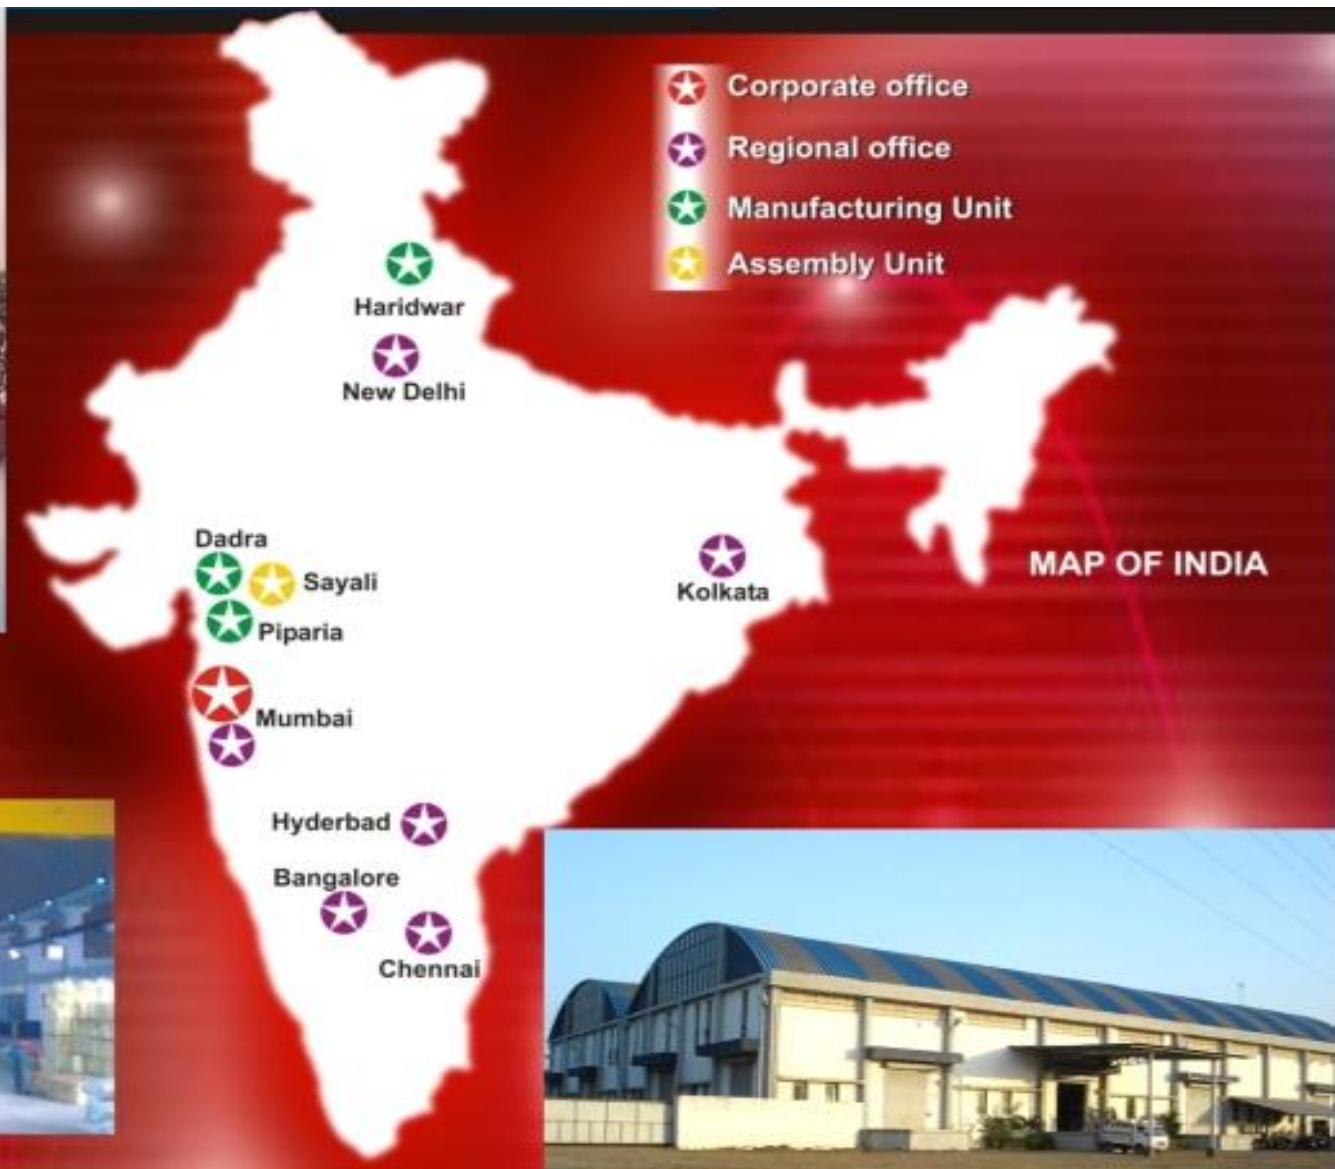 Corporate office
Regional office
Manufacturing Unit
Assembly Unit
Haridwar
New Delhi
Dadra
Sayali
Piparia
Kolkata
MAP OF INDIA
Mumbai
Hyderbad
Bangalore
Chennai